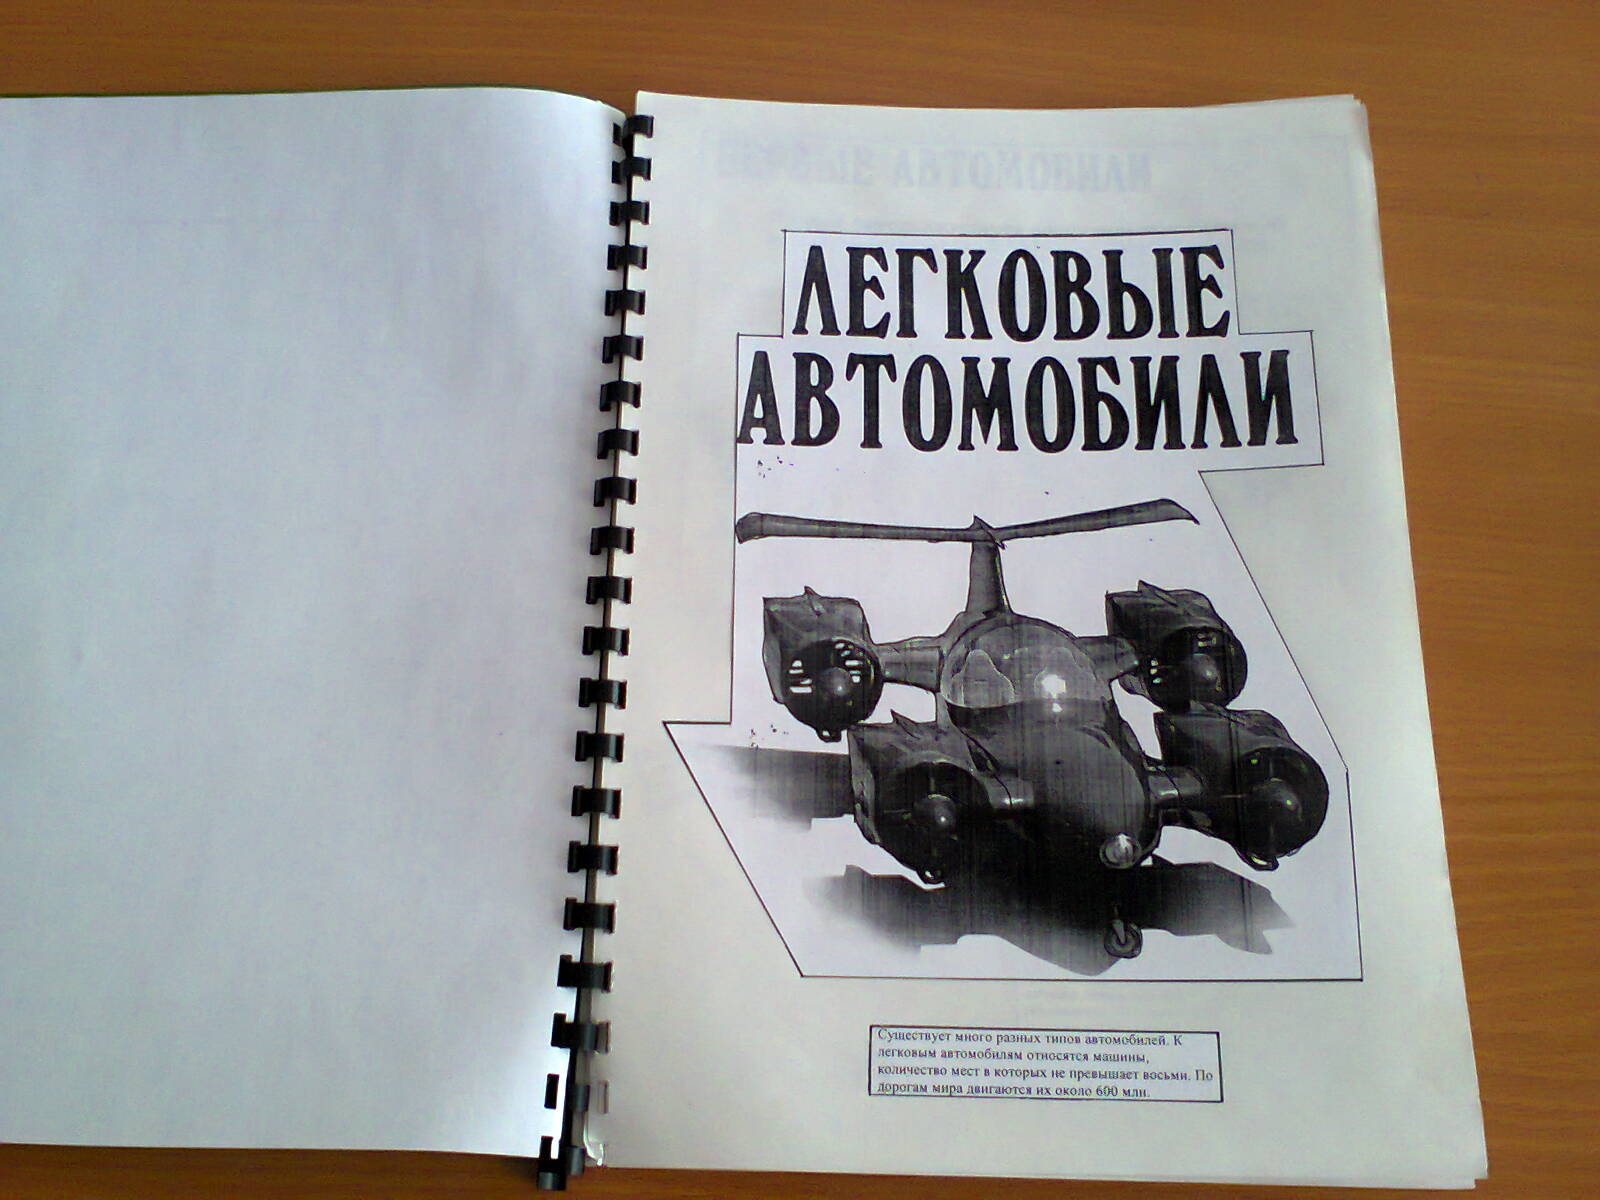 ЛЕГКОВЫЕ
АВТОМОБИЛИ
Существует много разных типов автомобилей. К
легковым автомобилям относятся машины,
количество мест в которых не превышает восьми. По
дорогам мира двигаются их около 600 млн.